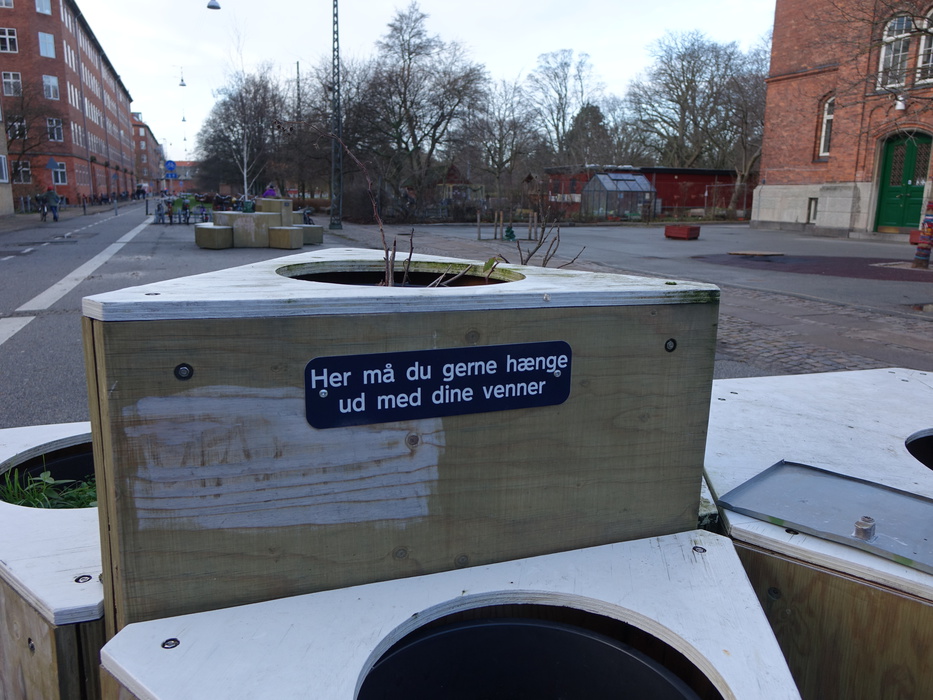 Her må du gerne hænge
ud med dine venner